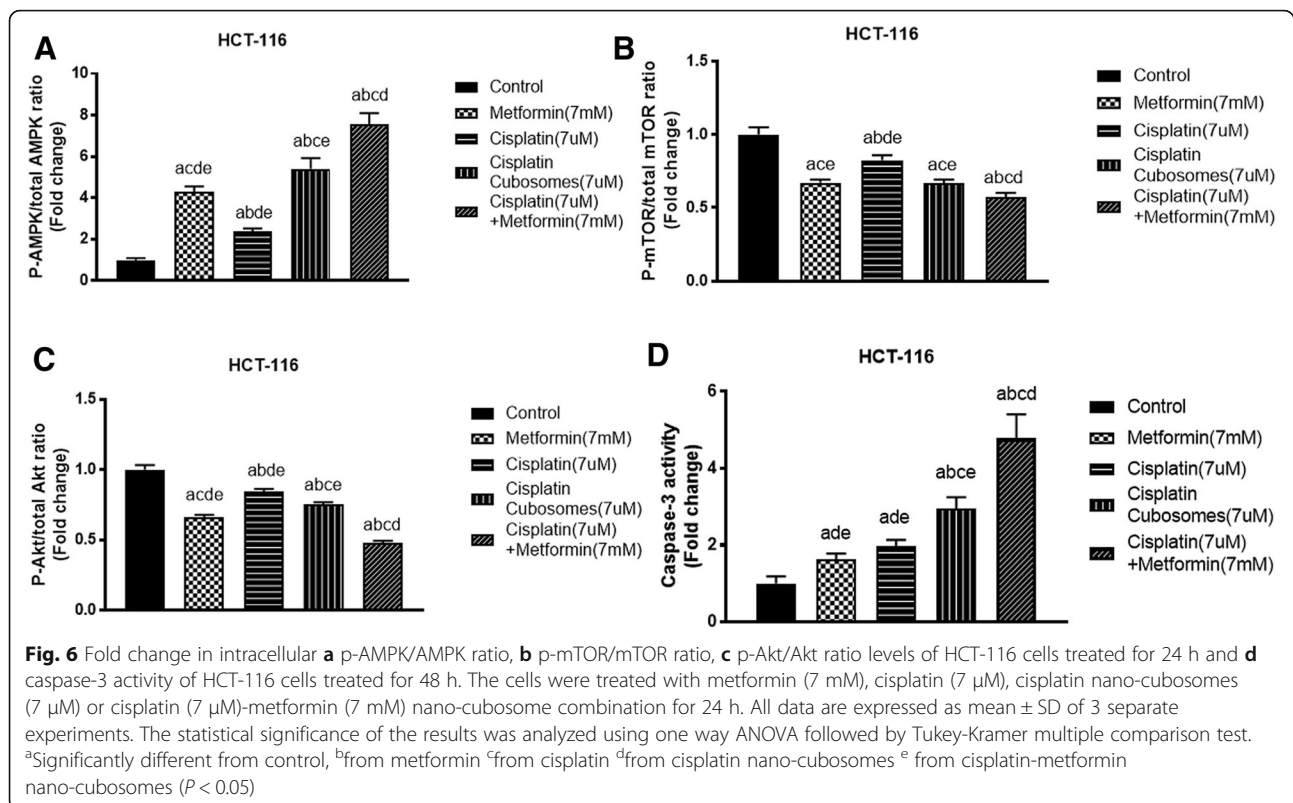 A
HCT-116
P-AMPK/total AMPK ratio
(Fold change)
10
8
6
4
2
0
acde
abde
abce
abcd
Control
Metformin(7mM)
Cisplatin(7uM)
Cisplatin
Cubosomes(7uM)
Cisplatin(7uM)
+Metformin(7mM)
B
HCT-116
P-mTOR/total mTOR ratio
(Fold change)
1.5
1.0
0.5
0.0
ace
abde
ace
abcd
Control
Metformin(7mM)
Cisplatin(7uM)
Cisplatin
Cubosomes(7uM)
Cisplatin(7uM)
+Metformin(7mM)
C
HCT-116
P-Akt/total Akt ratio
(Fold change)
1.5
1.0
0.5
0.0
acde
abde
abce
abcd
Control
Metformin(7mM)
Cisplatin(7uM)
Cisplatin
Cubosomes(7uM)
Cisplatin(7uM)
+Metformin(7mM)
D
HCT-116
Caspase-3 activity
(Fold change)
6
4
2
0
ade
ade
abce
abcd
Control
Metformin(7mM)
Cisplatin(7uM)
Cisplatin
Cubosomes(7uM)
Cisplatin(7uM)
+Metformin(7mM)
Fig. 6 Fold change in intracellular a p-AMPK/AMPK ratio, b p-mTOR/mTOR ratio, c p-Akt/Akt ratio levels of HCT-116 cells treated for 24 h and d
caspase-3 activity of HCT-116 cells treated for 48 h. The cells were treated with metformin (7 mM), cisplatin (7 μM), cisplatin nano-cubosomes
(7 μM) or cisplatin (7 μM)-metformin (7 mM) nano-cubosome combination for 24 h. All data are expressed as mean ± SD of 3 separate
experiments. The statistical significance of the results was analyzed using one way ANOVA followed by Tukey-Kramer multiple comparison test.
aSignificantly different from control, bfrom metformin cfrom cisplatin dfrom cisplatin nano-cubosomes e from cisplatin-metformin
nano-cubosomes (P < 0.05)